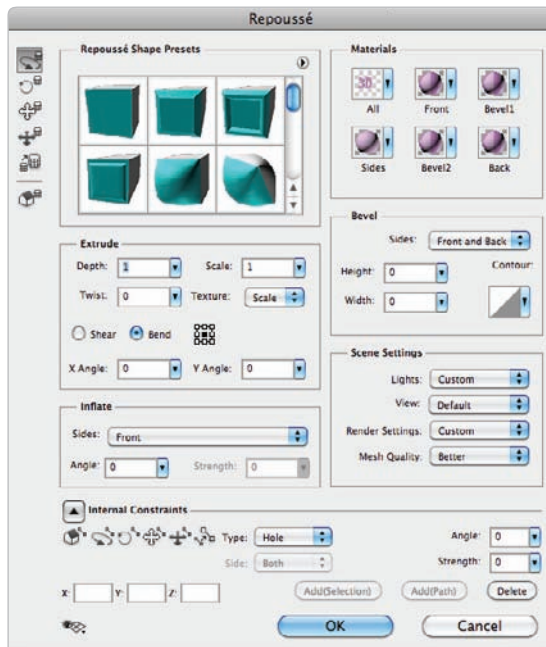 Repoussé
Repoussé Shape Presets
Materials
3D
All
Front
Bevel1
Sides
Bevel2
Back
Extrude
Depth: 1 Scale: 1
Twist: 0 Texture: Scale
Shear Bend
X Angle: 0 Y Angle: 0
Bevel
Sides: Front and Back
Height: 0 Contour:
Width: 0
Inflate
Sides: Front
Angle: 0 Strength: 0
Scene Settings
Lights: Custom
View: Default
Render Settings: Custom
Mesh Quality: Better
Internal Constraints
Type: Hole Angle: 0
Side: Both Strength: 0
X: Y: Z: Add(Selection) Add(Path) Delete
OK Cancel